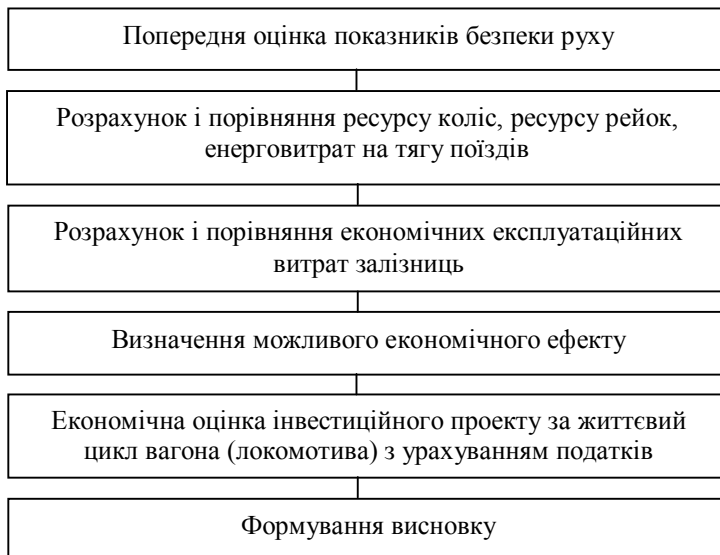 Попередня оцінка показників безпеки руху
Розрахунок і порівняння ресурсу коліс, ресурсу рейок,
енерговитрат на тягу поїздів
Розрахунок і порівняння економічних експлуатаційних
витрат залізниць
Визначення можливого економічного ефекту
Економічна оцінка інвестиційного проекту за життєвий
цикл вагона (локомотива) з урахуванням податків
Формування висновку